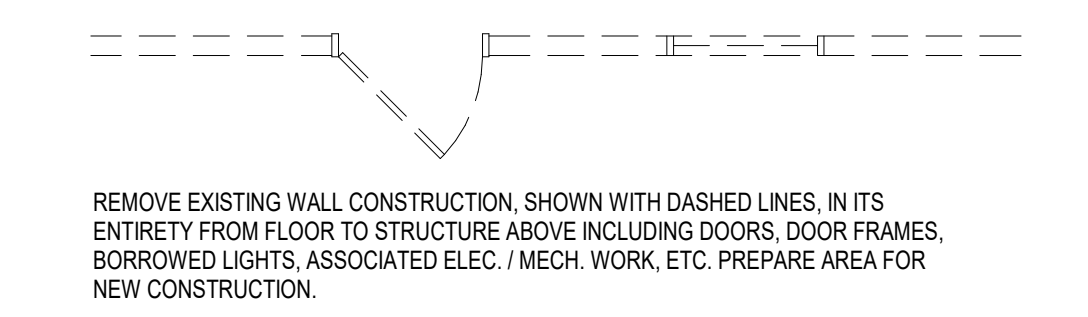 REMOVE EXISTING WALL CONSTRUCTION, SHOWN WITH DASHED LINES, IN ITS
ENTIRETY FROM FLOOR TO STRUCTURE ABOVE INCLUDING DOORS, DOOR FRAMES,
BORROWED LIGHTS, ASSOCIATED ELEC. / MECH. WORK, ETC. PREPARE AREA FOR
NEW CONSTRUCTION.